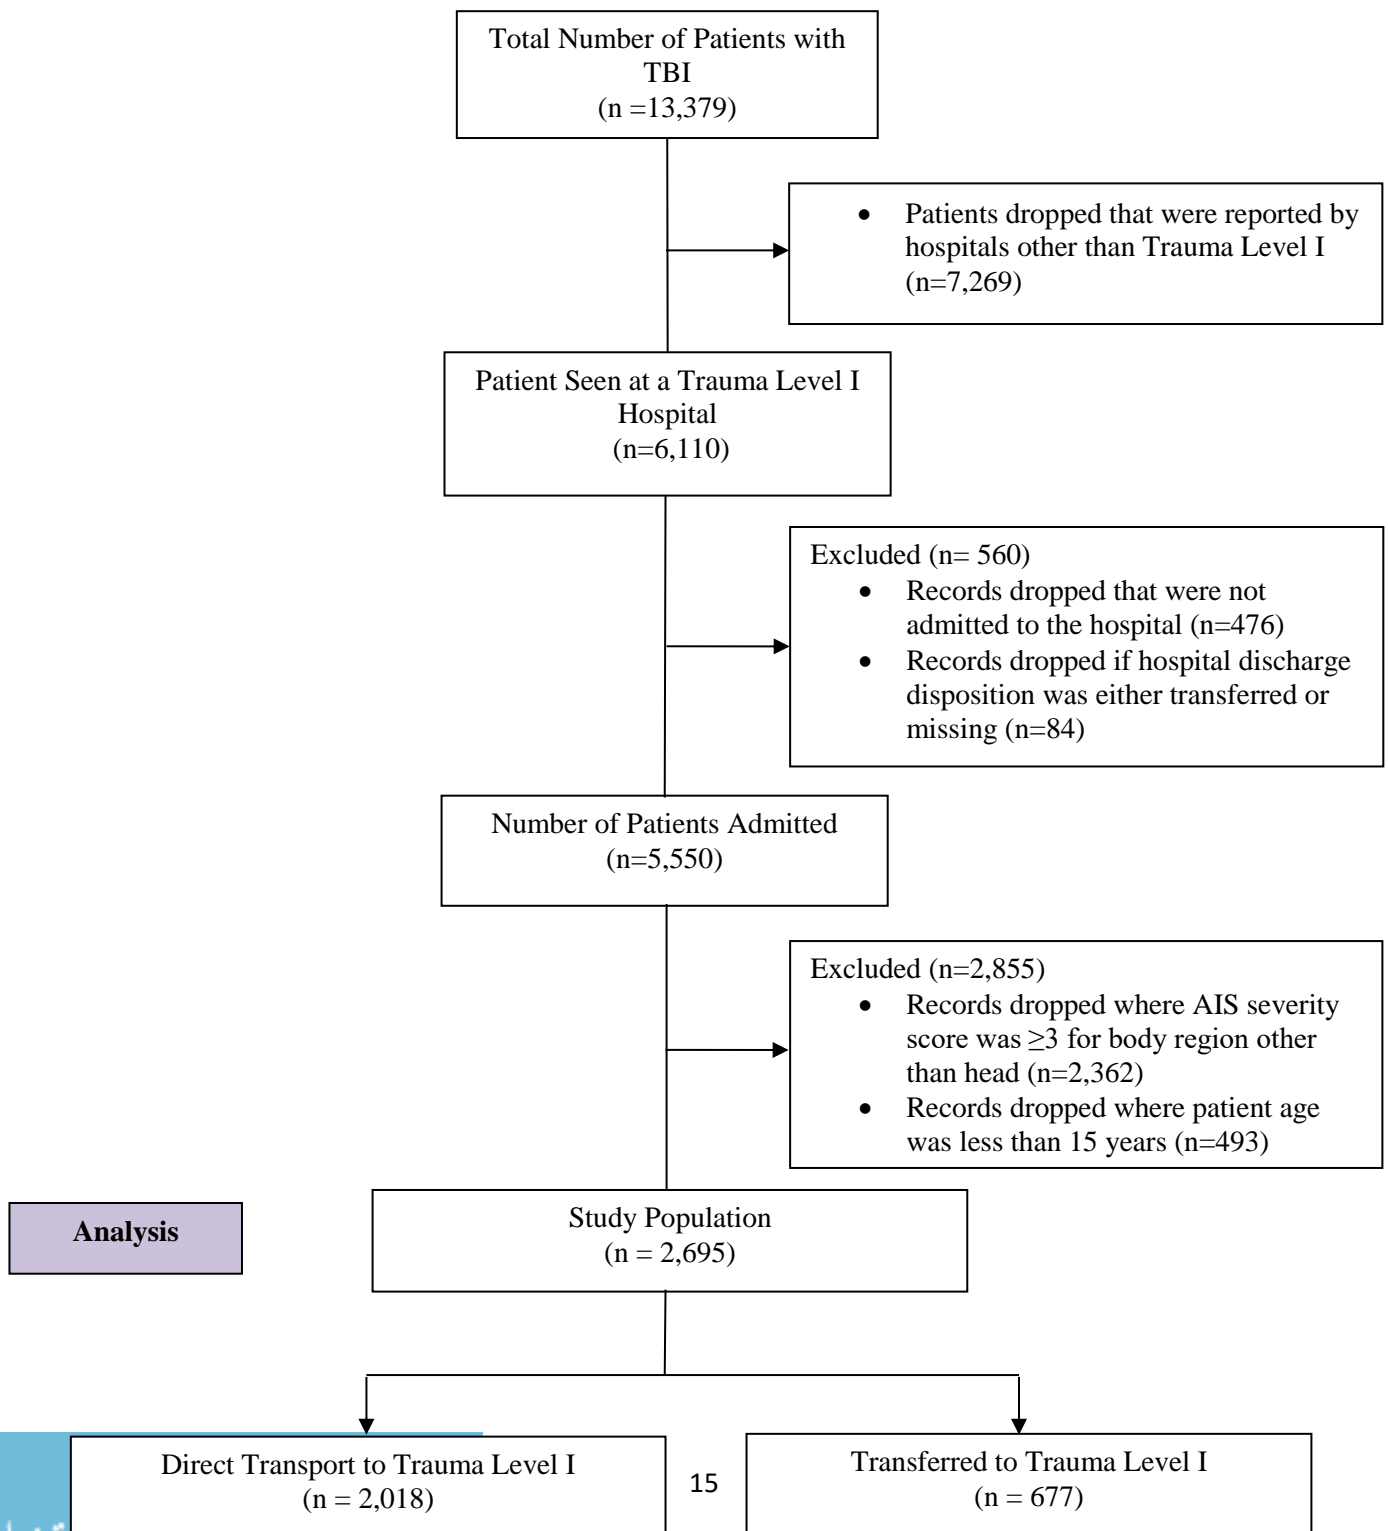 Total Number of Patients with
TBI
(n =13,379)
• Patients dropped that were reported by
hospitals other than Trauma Level I
(n=7,269)
Patient Seen at a Trauma Level I
Hospital
(n=6,110)
Excluded (n= 560)
• Records dropped that were not
admitted to the hospital (n=476)
• Records dropped if hospital discharge
disposition was either transferred or
missing (n=84)
Number of Patients Admitted
(n=5,550)
Excluded (n=2,855)
• Records dropped where AIS severity
score was ≥3 for body region other
than head (n=2,362)
• Records dropped where patient age
was less than 15 years (n=493)
Analysis
Study Population
(n = 2,695)
Direct Transport to Trauma Level I
(n = 2,018)
15
Transferred to Trauma Level I
(n = 677)